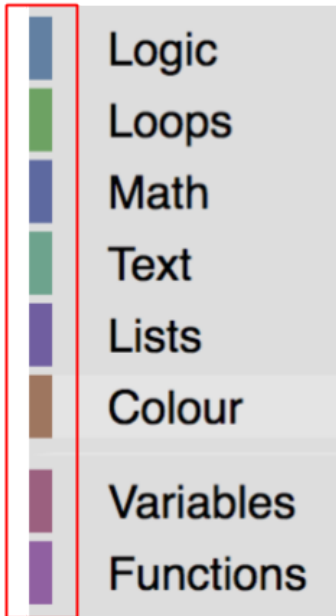 Logic
Loops
Math
Text
Lists
Colour
Variables
Functions